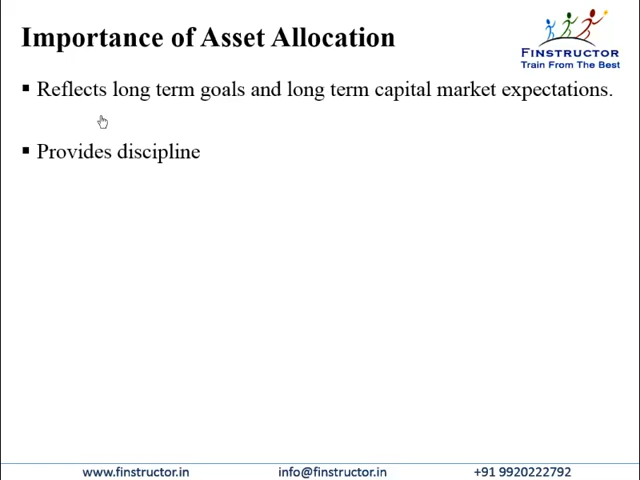 Importance of Asset Allocation
FINSTRUCTOR
Train From The Best
▪ Reflects long term goals and long term capital market expectations.
▪ Provides discipline
www.finstructor.in info@finstructor.in +91 9920222792